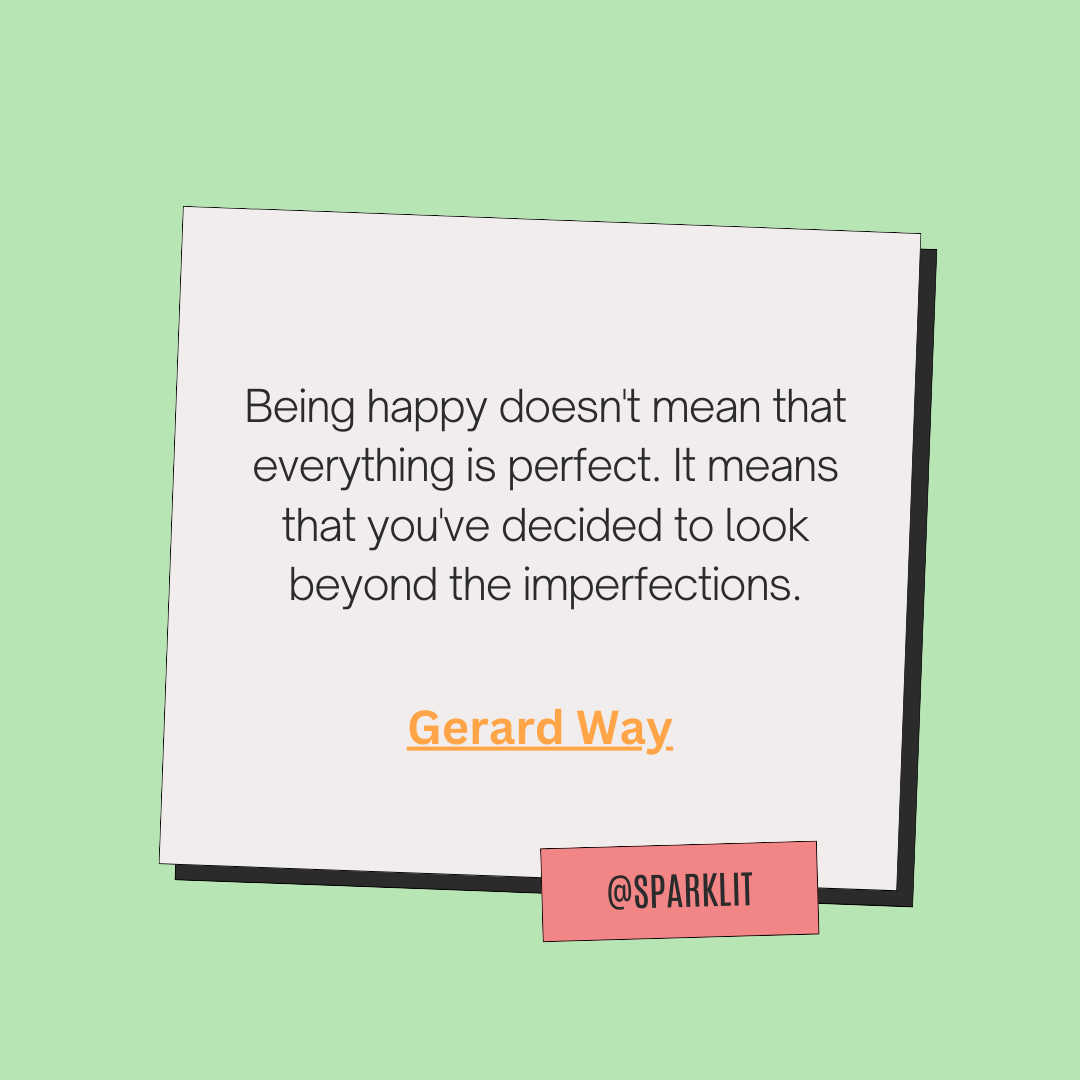 Being happy doesn't mean that
everything is perfect. It means
that you've decided to look
beyond the imperfections.
Gerard Way
@SPARKLIT